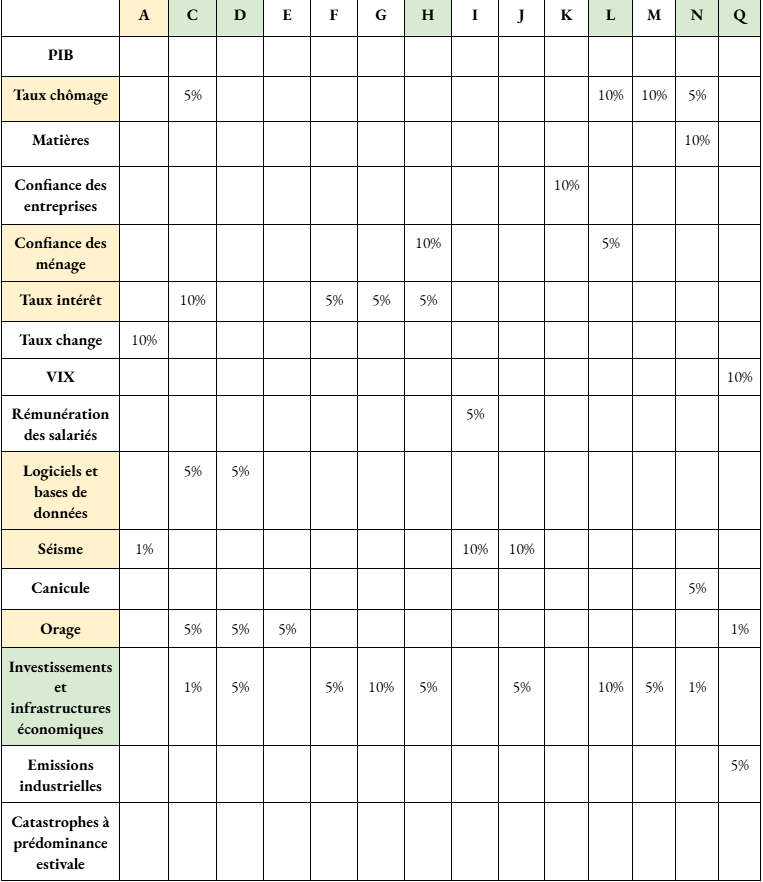 A C D E F G H I J K L M N Q
PIB
Taux chômage 5% 10% 10% 5%
Matières 10%
Confiance des
entreprises 10%
Confiance des
ménage 10% 5%
Taux intérêt 10% 5% 5% 5%
Taux change 10%
VIX 10%
Rémunération
des salariés 5%
Logiciels et
bases de
données 5% 5%
Séisme 1% 10% 10%
Canicule 5%
Orage 5% 5% 5% 1%
Investissements
et
infrastructures
économiques 1% 5% 5% 10% 5% 5% 10% 5% 1%
Emissions
industrielles 5%
Catastrophes à
prédominance
estivale